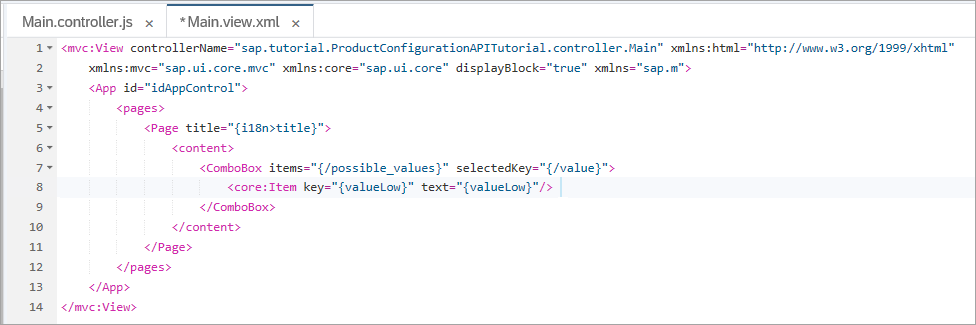 Main.controller.js × *Main.view.xml ×
1 <mvc:View controllerName="sap.tutorial.ProductConfigurationAPITutorial.controller.Main" xmlns:html="http://www.w3.org/1999/xhtml"
2 xmlns:mvc="sap.ui.core.mvc" xmlns:core="sap.ui.core" displayBlock="true" xmlns="sap.m">
3 <App id="idAppControl">
4 <pages>
5 <Page title="{i18n>title}">
6 <content>
7 <ComboBox items="{/possible_values}" selectedKey="{/value}">
8 <core:Item key="{valueLow}" text="{valueLow}"/>
9 </ComboBox>
10 </content>
11 </Page>
12 </pages>
13 </App>
14 </mvc:View>